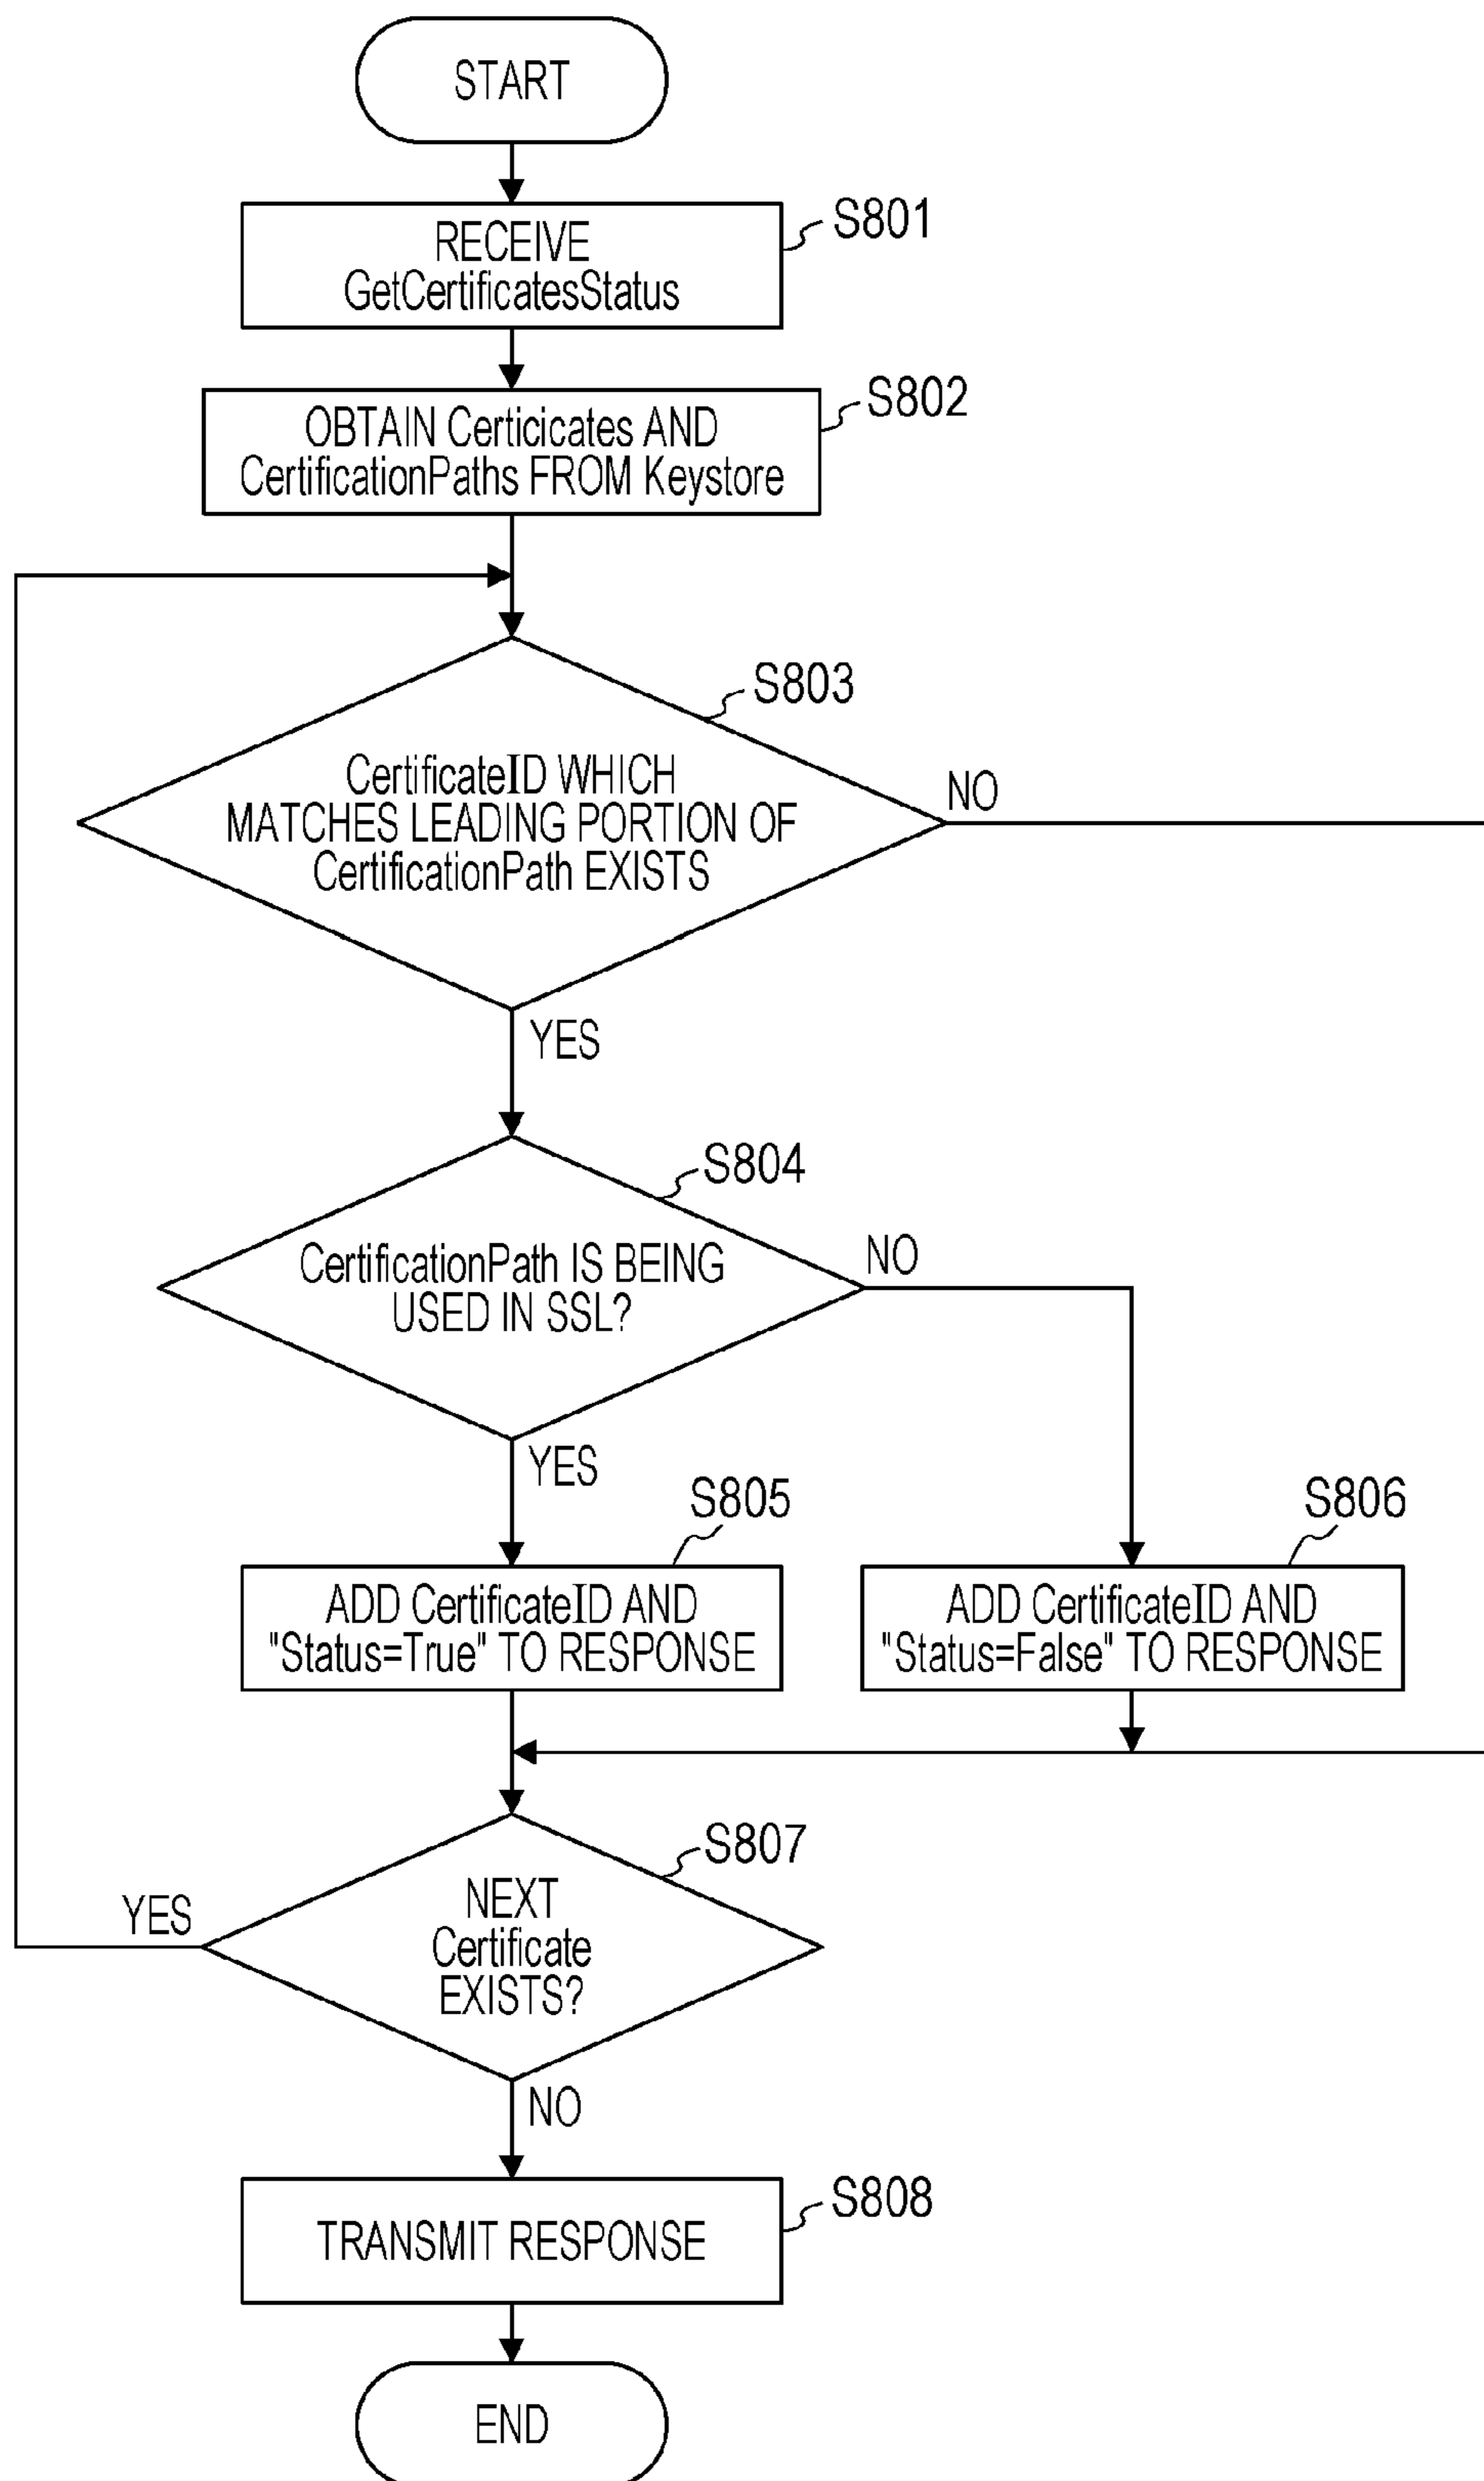 START
S801
RECEIVE
GetCertificatesStatus
S802
OBTAIN Certicicates AND
CertificationPaths FROM Keystore
S803
CertificateID WHICH
MATCHES LEADING PORTION OF
CertificationPath EXISTS
NO
YES
S804
CertificationPath IS BEING
USED IN SSL?
NO
YES
S805
ADD CertificateID AND
"Status=True" TO RESPONSE
S806
ADD CertificateID AND
"Status=False" TO RESPONSE
S807
NEXT
Certificate
EXISTS?
YES
NO
S808
TRANSMIT RESPONSE
END